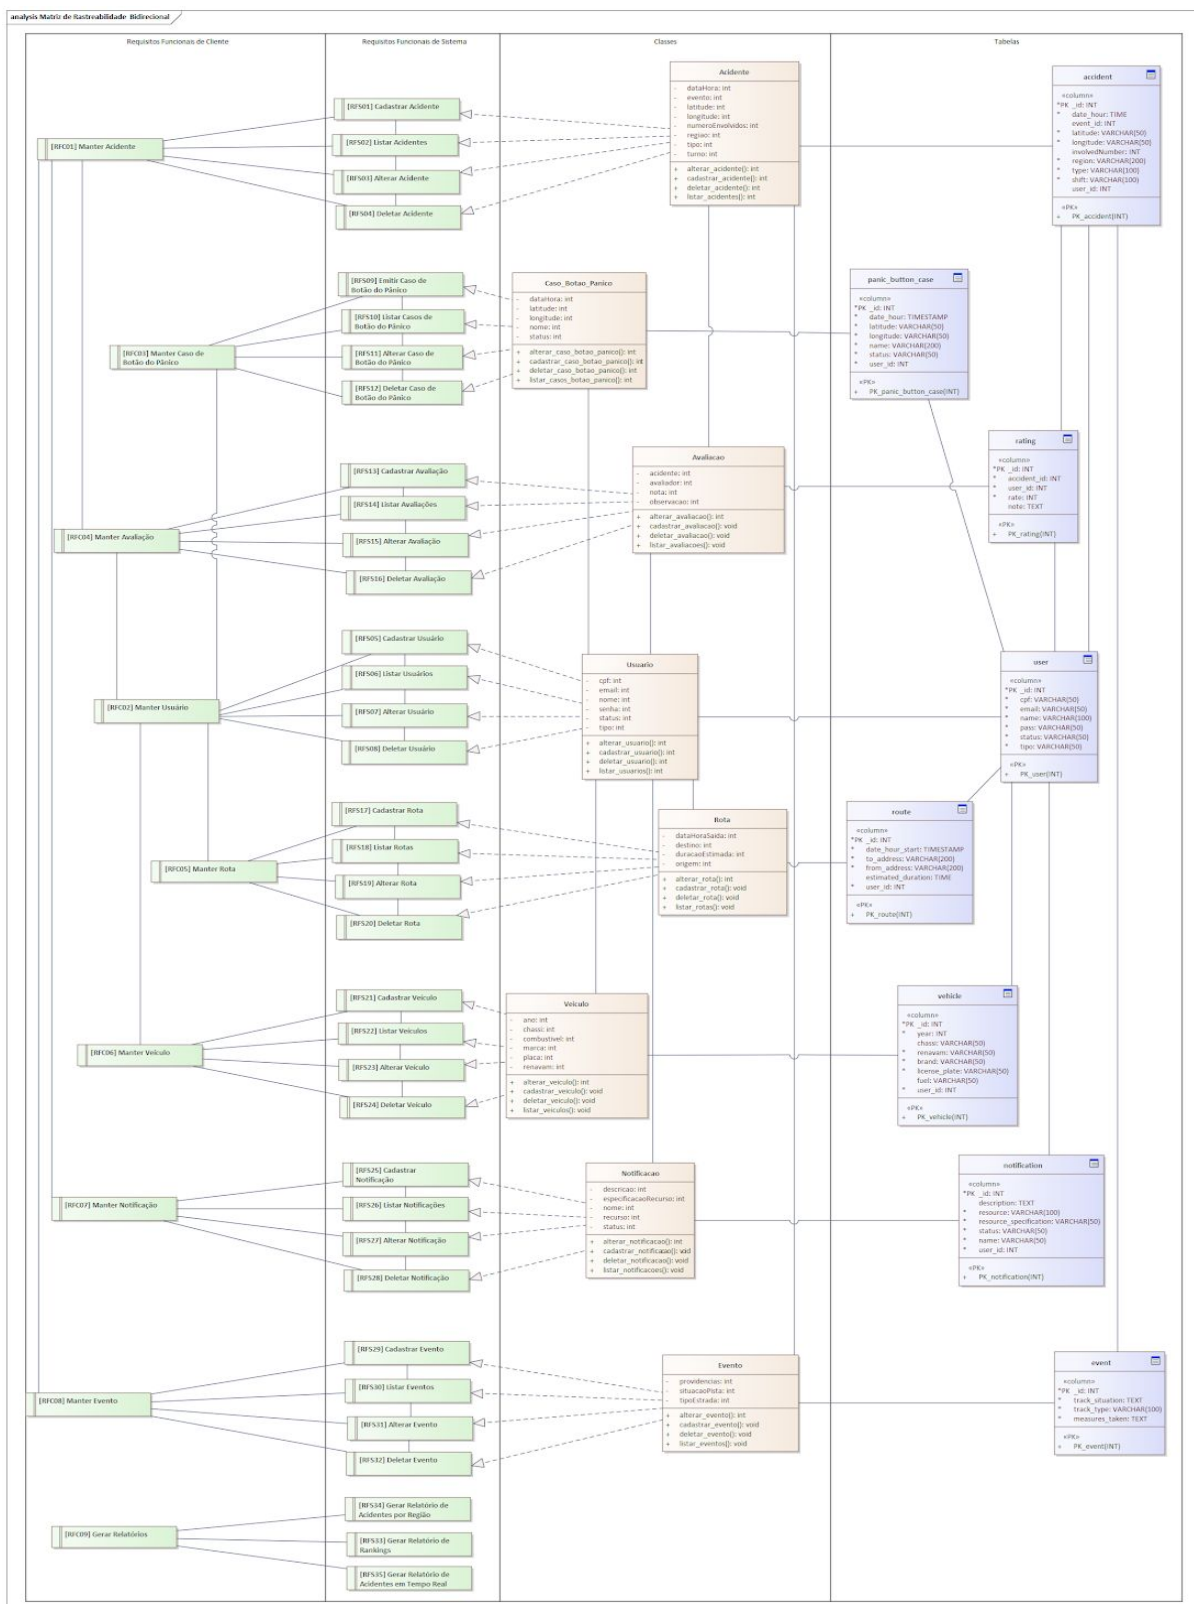 analysis Matriz de Rastreabilidade Bidirecional
Requisitos Funcionais de Cliente
Requisitos Funcionais de Sistema
Classes
Tabelas
[RFC01] Manter Acidente
[RFS01] Cadastrar Acidente
[RFS02] Listar Acidentes
[RFS03] Alterar Acidente
[RFS04] Deletar Acidente
Acidente
- dataHora: int
- evento: int
- latitude: int
- longitude: int
- numeroEnvolvidos: int
- regiao: int
- tipo: int
- turno: int
+ alterar_acidente(): int
+ cadastrar_acidente(): int
+ deletar_acidente(): int
+ listar_acidentes(): int
accident
«column»
*PK _id: INT
* date_hour: TIME
event_id: INT
* latitude: VARCHAR(50)
* longitude: VARCHAR(50)
involvedNumber: INT
* region: VARCHAR(200)
* type: VARCHAR(100)
* shift: VARCHAR(100)
user_id: INT
«PK»
+ PK_accident(INT)
[RFC03] Manter Caso de
Botão do Pânico
[RFS09] Emitir Caso de
Botão do Pânico
[RFS10] Listar Casos de
Botão do Pânico
[RFS11] Alterar Caso de
Botão do Pânico
[RFS12] Deletar Caso de
Botão do Pânico
Caso_Botao_Panico
- dataHora: int
- latitude: int
- longitude: int
- nome: int
- status: int
+ alterar_caso_botao_panico(): int
+ cadastrar_caso_botao_panico(): int
+ deletar_caso_botao_panico(): int
+ listar_casos_botao_panico(): int
panic_button_case
«column»
*PK _id: INT
* date_hour: TIMESTAMP
* latitude: VARCHAR(50)
* longitude: VARCHAR(50)
* name: VARCHAR(200)
* status: VARCHAR(50)
* user_id: INT
«PK»
+ PK_panic_button_case(INT)
[RFC04] Manter Avaliação
[RFS13] Cadastrar Avaliação
[RFS14] Listar Avaliações
[RFS15] Alterar Avaliação
[RFS16] Deletar Avaliação
Avaliacao
- acidente: int
- avaliador: int
- nota: int
- observacao: int
+ alterar_avaliacao(): int
+ cadastrar_avaliacao(): void
+ deletar_avaliacao(): void
+ listar_avaliacoes(): void
rating
«column»
*PK _id: INT
* accident_id: INT
* user_id: INT
* rate: INT
note: TEXT
«PK»
+ PK_rating(INT)
[RFC02] Manter Usuário
[RFS05] Cadastrar Usuário
[RFS06] Listar Usuários
[RFS07] Alterar Usuário
[RFS08] Deletar Usuário
Usuario
- cpf: int
- email: int
- nome: int
- senha: int
- status: int
- tipo: int
+ alterar_usuario(): int
+ cadastrar_usuario(): int
+ deletar_usuario(): int
+ listar_usuarios(): int
user
«column»
*PK _id: INT
* cpf: VARCHAR(50)
* email: VARCHAR(50)
* name: VARCHAR(100)
* pass: VARCHAR(50)
* status: VARCHAR(50)
* tipo: VARCHAR(50)
«PK»
+ PK_user(INT)
[RFC05] Manter Rota
[RFS17] Cadastrar Rota
[RFS18] Listar Rotas
[RFS19] Alterar Rota
[RFS20] Deletar Rota
Rota
- dataHoraSaida: int
- destino: int
- duracaoEstimada: int
- origem: int
+ alterar_rota(): int
+ cadastrar_rota(): void
+ deletar_rota(): void
+ listar_rotas(): void
route
«column»
*PK _id: INT
* date_hour_start: TIMESTAMP
* to_address: VARCHAR(200)
* from_address: VARCHAR(200)
estimated_duration: TIME
* user_id: INT
«PK»
+ PK_route(INT)
[RFC06] Manter Veículo
[RFS21] Cadastrar Veículo
[RFS22] Listar Veículos
[RFS23] Alterar Veículo
[RFS24] Deletar Veículo
Veiculo
- ano: int
- chassi: int
- combustivel: int
- marca: int
- placa: int
- renavam: int
+ alterar_veiculo(): int
+ cadastrar_veiculo(): void
+ deletar_veiculo(): void
+ listar_veiculos(): void
vehicle
«column»
*PK _id: INT
* year: INT
chassi: VARCHAR(50)
* renavam: VARCHAR(50)
* brand: VARCHAR(50)
* license_plate: VARCHAR(50)
fuel: VARCHAR(50)
* user_id: INT
«PK»
+ PK_vehicle(INT)
[RFC07] Manter Notificação
[RFS25] Cadastrar
Notificação
[RFS26] Listar Notificações
[RFS27] Alterar Notificação
[RFS28] Deletar Notificação
Notificacao
- descricao: int
- especificacaoRecurso: int
- nome: int
- recurso: int
- status: int
+ alterar_notificacao(): int
+ cadastrar_notificacao(): void
+ deletar_notificacao(): void
+ listar_notificacoes(): void
notification
«column»
*PK _id: INT
description: TEXT
* resource: VARCHAR(100)
* resource_specification: VARCHAR(50)
* status: VARCHAR(50)
* name: VARCHAR(50)
* user_id: INT
«PK»
+ PK_notification(INT)
[RFC08] Manter Evento
[RFS29] Cadastrar Evento
[RFS30] Listar Eventos
[RFS31] Alterar Evento
[RFS32] Deletar Evento
Evento
- providencias: int
- situacaoPista: int
- tipoEstrada: int
+ alterar_evento(): int
+ cadastrar_evento(): void
+ deletar_evento(): void
+ listar_eventos(): void
event
«column»
*PK _id: INT
* track_situation: TEXT
* track_type: VARCHAR(100)
* measures_taken: TEXT
«PK»
+ PK_event(INT)
[RFC09] Gerar Relatórios
[RFS34] Gerar Relatório de
Acidentes por Região
[RFS33] Gerar Relatório de
Rankings
[RFS35] Gerar Relatório de
Acidentes em Tempo Real